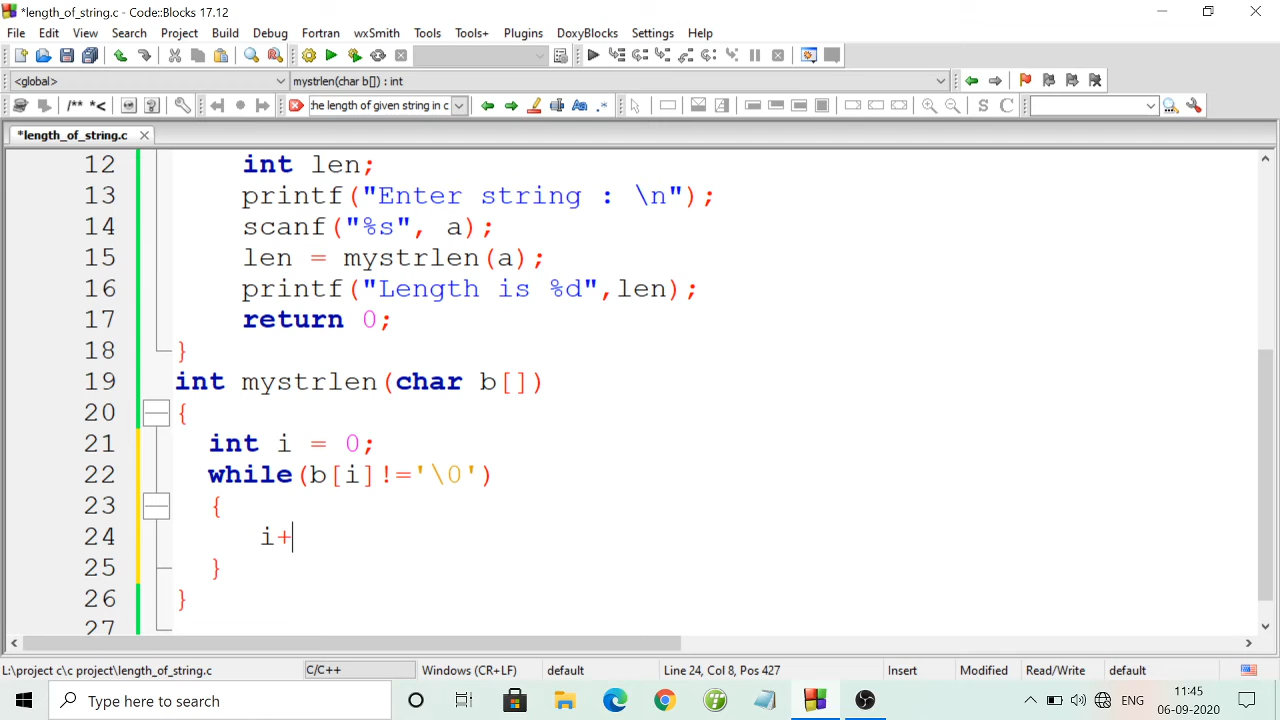 *length_of_string.c - Code::Blocks 17.12
File Edit View Search Project Build Debug Fortran wxSmith Tools Tools+ Plugins DoxyBlocks Settings Help
<global> mystrlen(char b[]) : int
/** *< the length of given string in c Aa .* S C
*length_of_string.c
12 int len;
13 printf("Enter string : \n");
14 scanf("%s", a);
15 len = mystrlen(a);
16 printf("Length is %d",len);
17 return 0;
18 }
19 int mystrlen(char b[])
20 {
21 int i = 0;
22 while(b[i]!='\0')
23 {
24 i+
25 }
26 }
27
L:\project c\c project\length_of_string.c C/C++ Windows (CR+LF) default Line 24, Col 8, Pos 427 Insert Modified Read/Write default
Type here to search ENG 11:45
06-09-2020